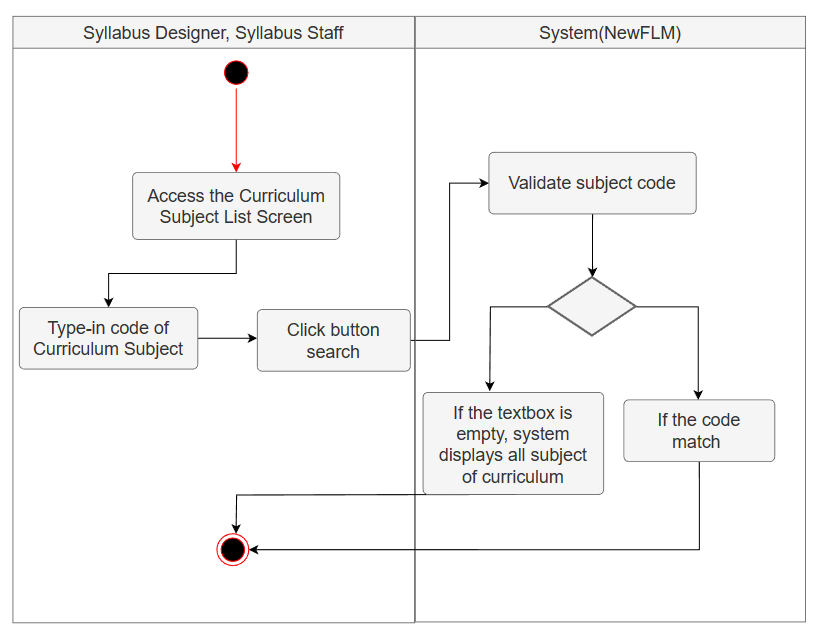 Syllabus Designer, Syllabus Staff
System(NewFLM)
Access the Curriculum
Subject List Screen
Validate subject code
Type-in code of
Curriculum Subject
Click button
search
If the textbox is
empty, system
displays all subject
of curriculum
If the code
match